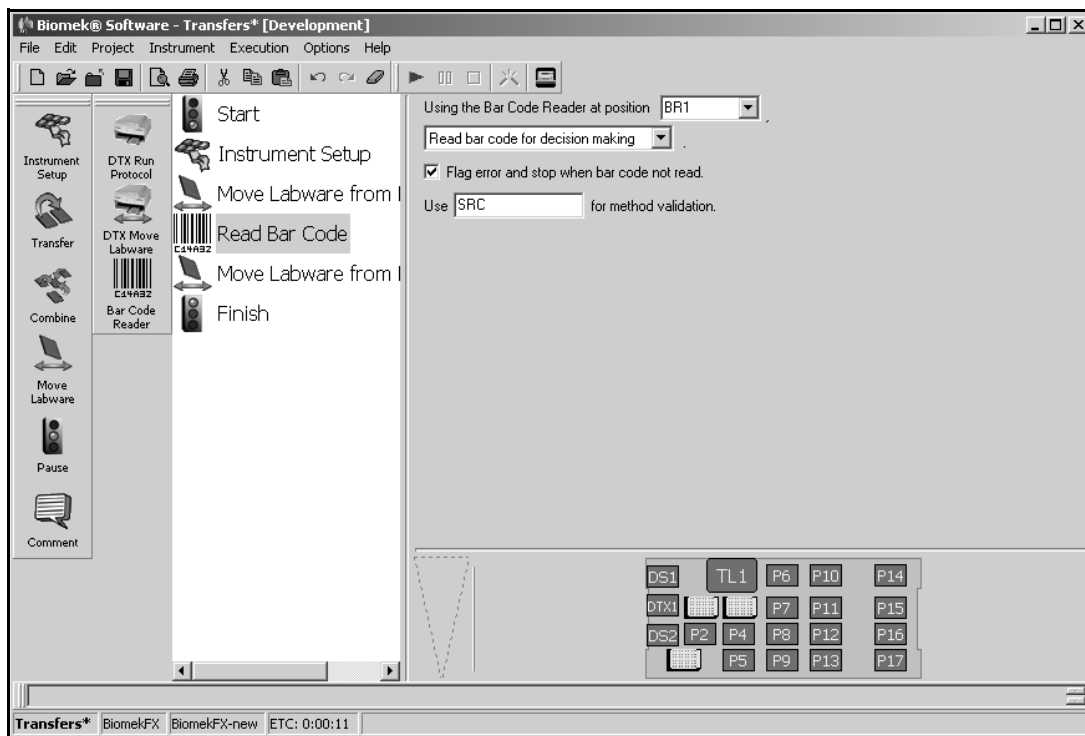 Biomek® Software - Transfers* [Development]
File Edit Project Instrument Execution Options Help
Instrument
Setup
Transfer
Combine
Move
Labware
Pause
Comment
DTX Run
Protocol
DTX Move
Labware
C14A32
Bar Code
Reader
Start
Instrument Setup
Move Labware from
C14A32
Read Bar Code
Move Labware from
Finish
Using the Bar Code Reader at position BR1 ,
Read bar code for decision making .
Flag error and stop when bar code not read.
Use SRC for method validation.
DS1 TL1 P6 P10 P14
DTX1 P7 P11 P15
DS2 P2 P4 P8 P12 P16
P5 P9 P13 P17
Transfers* BiomekFX BiomekFX-new ETC: 0:00:11